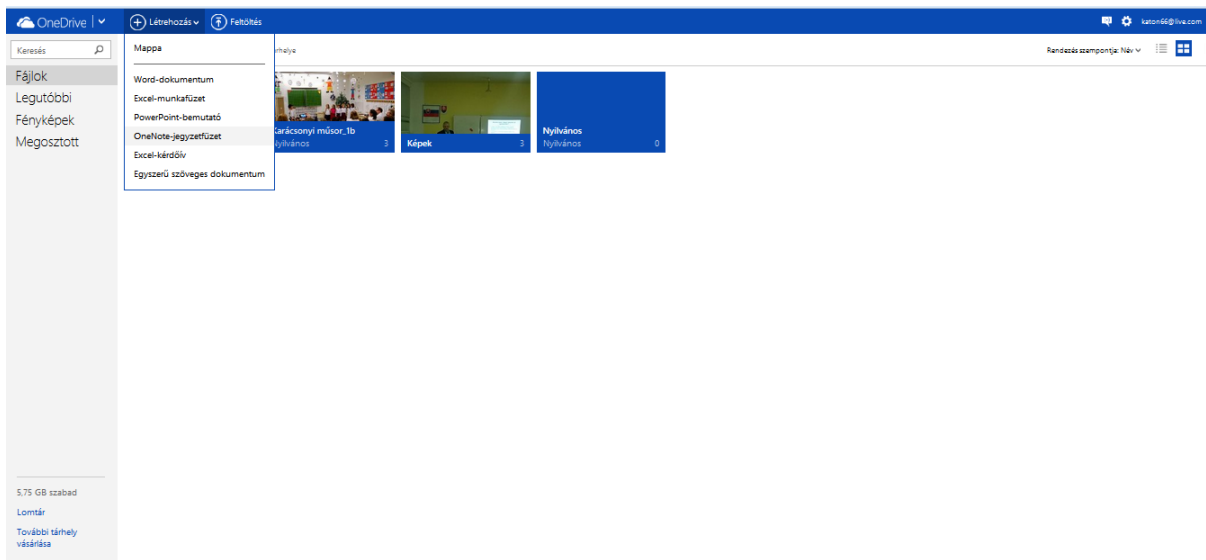 OneDrive
Létrehozás
Feltöltés
katon66@live.com
Keresés
Rendezés szempontja: Név
Fájlok
Legutóbbi
Fényképek
Megosztott
Mappa
Word-dokumentum
Excel-munkafüzet
PowerPoint-bemutató
OneNote-jegyzetfüzet
Excel-kérdőív
Egyszerű szöveges dokumentum
Karácsonyi műsor_1b
Nyilvános 3
Képek 3
Nyilvános
Nyilvános 0
5,75 GB szabad
Lomtár
További tárhely
vásárlása